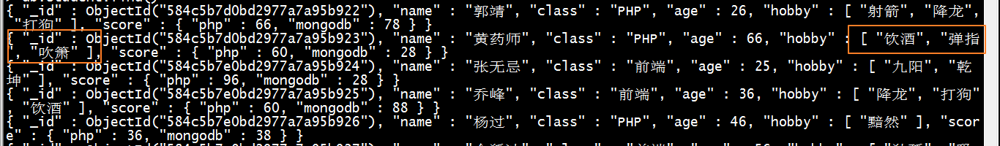 { "_id" : ObjectId("584c5b7d0bd2977a7a95b922"), "name" : "郭靖", "class" : "PHP", "age" : 26, "hobby" : [ "射箭", "降龙",
"打狗" ], "score" : { "php" : 66, "mongodb" : 78 } }
{ "_id" : ObjectId("584c5b7e0bd2977a7a95b923"), "name" : "黄药师", "class" : "PHP", "age" : 66, "hobby" : [ "饮酒", "弹指"
, "吹箫" ], "score" : { "php" : 60, "mongodb" : 28 } }
{ "_id" : ObjectId("584c5b7e0bd2977a7a95b924"), "name" : "张无忌", "class" : "前端", "age" : 25, "hobby" : [ "九阳", "乾
坤" ], "score" : { "php" : 96, "mongodb" : 28 } }
{ "_id" : ObjectId("584c5b7e0bd2977a7a95b925"), "name" : "乔峰", "class" : "前端", "age" : 36, "hobby" : [ "降龙", "打狗"
, "饮酒" ], "score" : { "php" : 60, "mongodb" : 88 } }
{ "_id" : ObjectId("584c5b7e0bd2977a7a95b926"), "name" : "杨过", "class" : "PHP", "age" : 46, "hobby" : [ "黯然" ], "scor
e" : { "php" : 36, "mongodb" : 38 } }